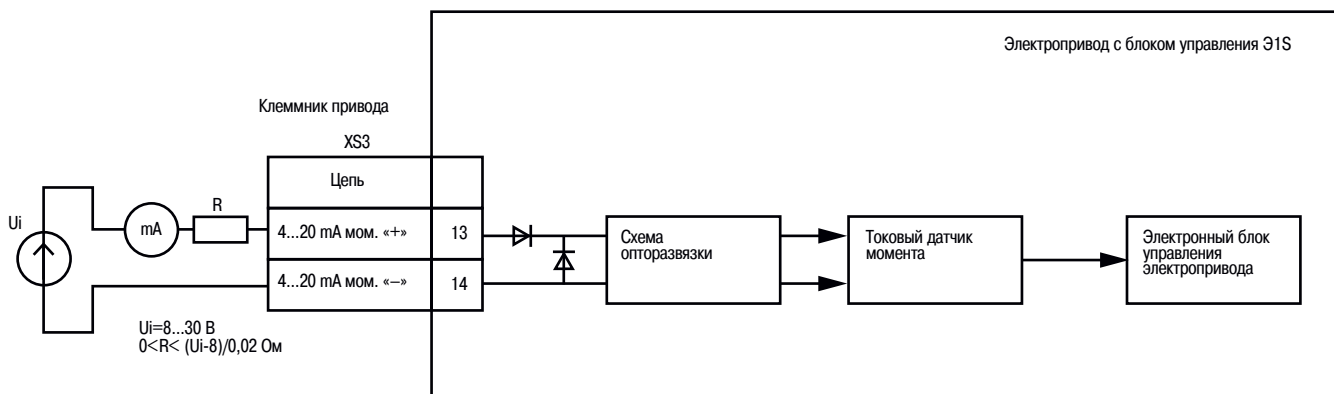 Электропривод с блоком управления Э1S
Клеммник привода
XS3
Цепь
Ui
mA
R
4...20 mA мом. «+»
13
4...20 mA мом. «—»
14
Схема
опторазвязки
Токовый датчик
момента
Электронный блок
управления
электропривода
Ui=8...30 В
0<R< (Ui-8)/0,02 Ом